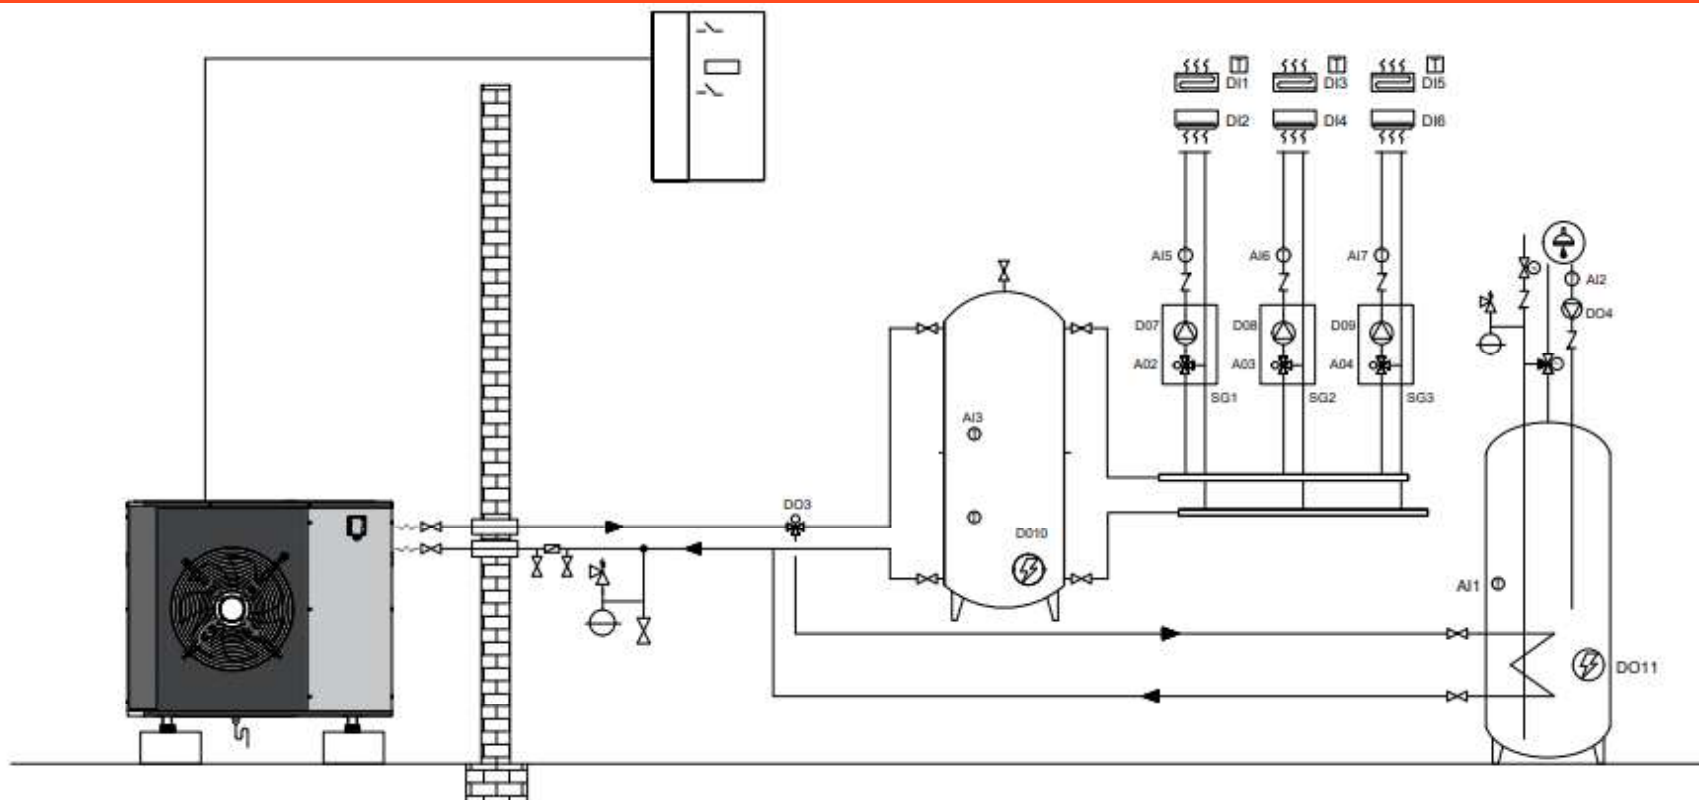 T T T
DI1 DI3 DI5
DI2 DI4 DI6
AI5 AI6 AI7
AI2
D07 D08 D09
DO4
A02 A03 A04
SG1 SG2 SG3
AI3
DO3
D010
AI1
DO11